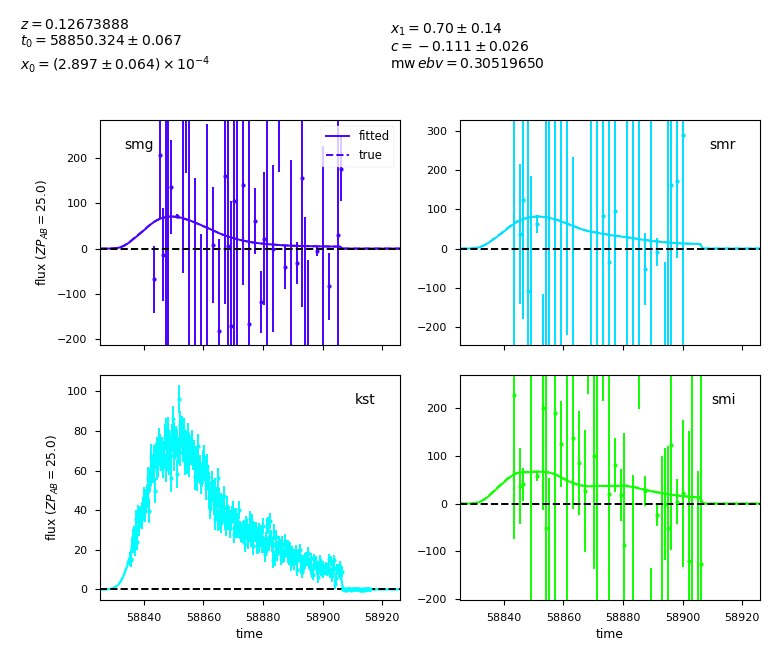 z = 0.12673888
t₀ = 58850.324 ± 0.067
x₀ = (2.897 ± 0.064) × 10⁻⁴
x₁ = 0.70 ± 0.14
c = −0.111 ± 0.026
mw ebv = 0.30519650
smg
fitted
true
flux (ZP_AB = 25.0)
200
100
0
−100
−200
smr
300
200
100
0
−100
−200
kst
flux (ZP_AB = 25.0)
100
80
60
40
20
0
58840 58860 58880 58900 58920
time
smi
200
100
0
−100
−200
58840 58860 58880 58900 58920
time